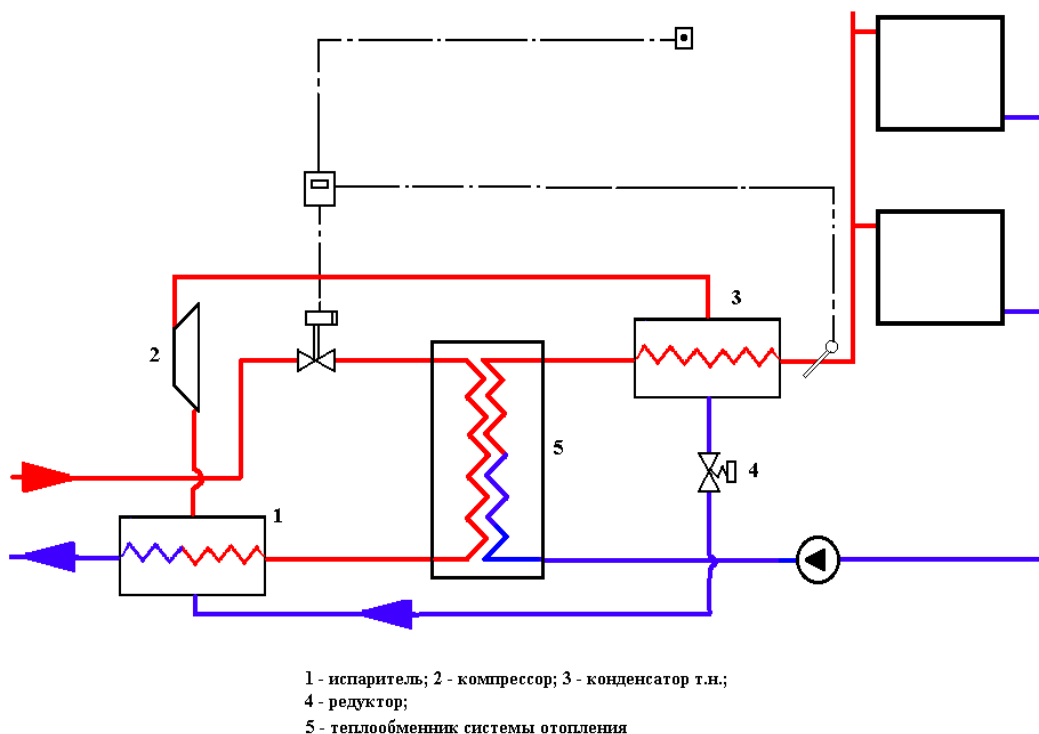 3
2
5
4
1
1 - испаритель; 2 - компрессор; 3 - конденсатор т.н.;
4 - редуктор;
5 - теплообменник системы отопления